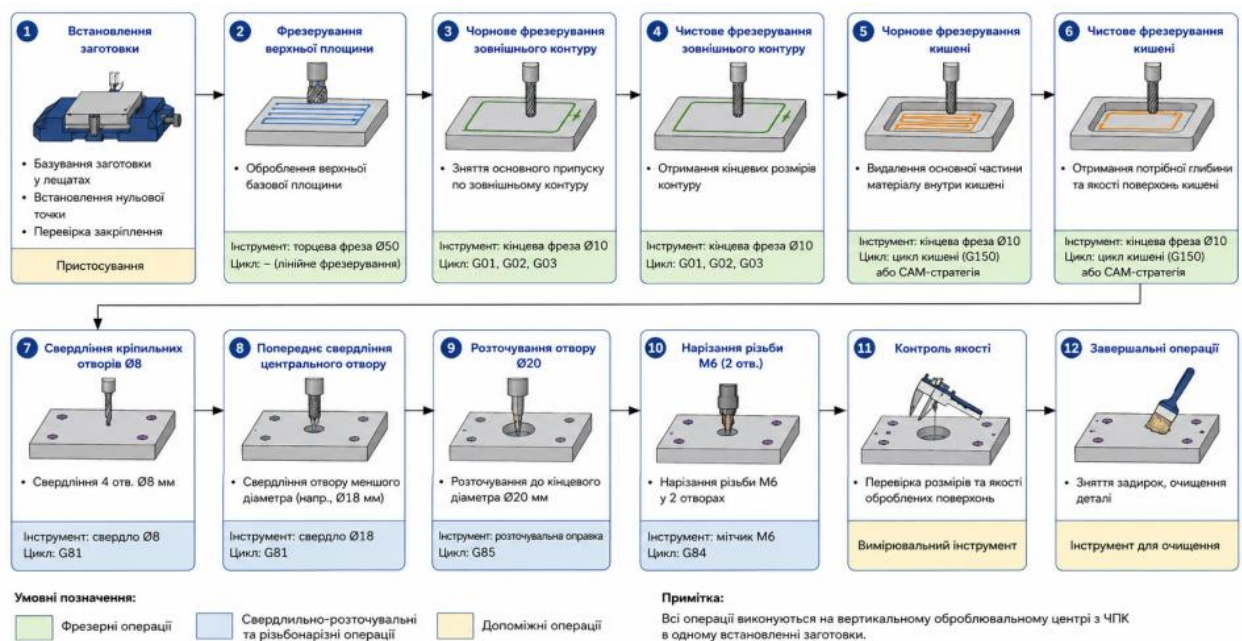 1 Встановлення
заготовки
• Базування заготовки
у лещатах
• Встановлення нульової
точки
• Перевірка закріплення
Пристосування
2 Фрезерування
верхньої площини
• Оброблення верхньої
базової площини
Інструмент: торцева фреза Ø50
Цикл: – (лінійне фрезерування)
3 Чорнове фрезерування
зовнішнього контуру
• Зняття основного припуску
по зовнішньому контуру
Інструмент: кінцева фреза Ø10
Цикл: G01, G02, G03
4 Чистове фрезерування
зовнішнього контуру
• Отримання кінцевих розмірів
контуру
Інструмент: кінцева фреза Ø10
Цикл: G01, G02, G03
5 Чорнове фрезерування
кишені
• Видалення основної частини
матеріалу внутри кишені
Інструмент: кінцева фреза Ø10
Цикл: цикл кишені (G150)
або CAM-стратегія
6 Чистове фрезерування
кишені
• Отримання потрібної глибини
та якості поверхонь кишені
Інструмент: кінцева фреза Ø10
Цикл: цикл кишені (G150)
або CAM-стратегія
7 Свердління кріпильних
отворів Ø8
• Свердління 4 отв. Ø8 мм
Інструмент: свердло Ø8
Цикл: G81
8 Попереднє свердління
центрального отвору
• Свердління отвору меншого
діаметра (напр., Ø18 мм)
Інструмент: свердло Ø18
Цикл: G81
9 Розточування отвору
Ø20
• Розточування до кінцевого
діаметра Ø20 мм
Інструмент: розточувальна оправка
Цикл: G85
10 Нарізання різьби
М6 (2 отв.)
• Нарізання різьби М6
у 2 отворах
Інструмент: мітчик М6
Цикл: G84
11 Контроль якості
• Перевірка розмірів та якості
оброблених поверхонь
Вимірювальний інструмент
12 Завершальні операції
• Зняття задирок, очищення
деталі
Інструмент для очищення
Умовні позначення:
Фрезерні операції
Свердлильно-розточувальні
та різьбонарізні операції
Допоміжні операції
Примітка:
Всі операції виконуються на вертикальному оброблювальному центрі з ЧПК
в одному встановленні заготовки.